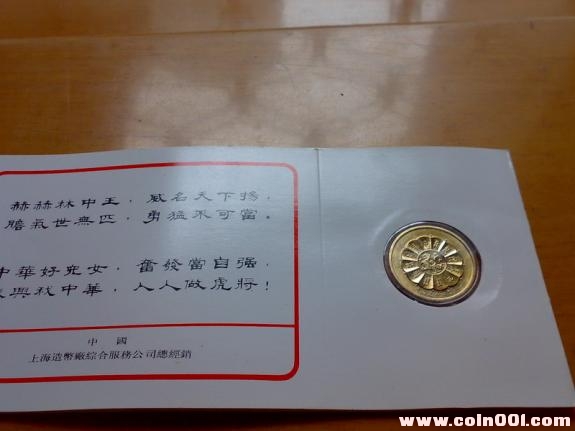 赫赫林中王，威名天下揚，
膽氣世無匹，勇猛不可當。
中華好兒女，奮發當自强，
興我中華，人人做虎將！
中 國
上海造幣廠綜合服務公司總經銷
www.coin001.com